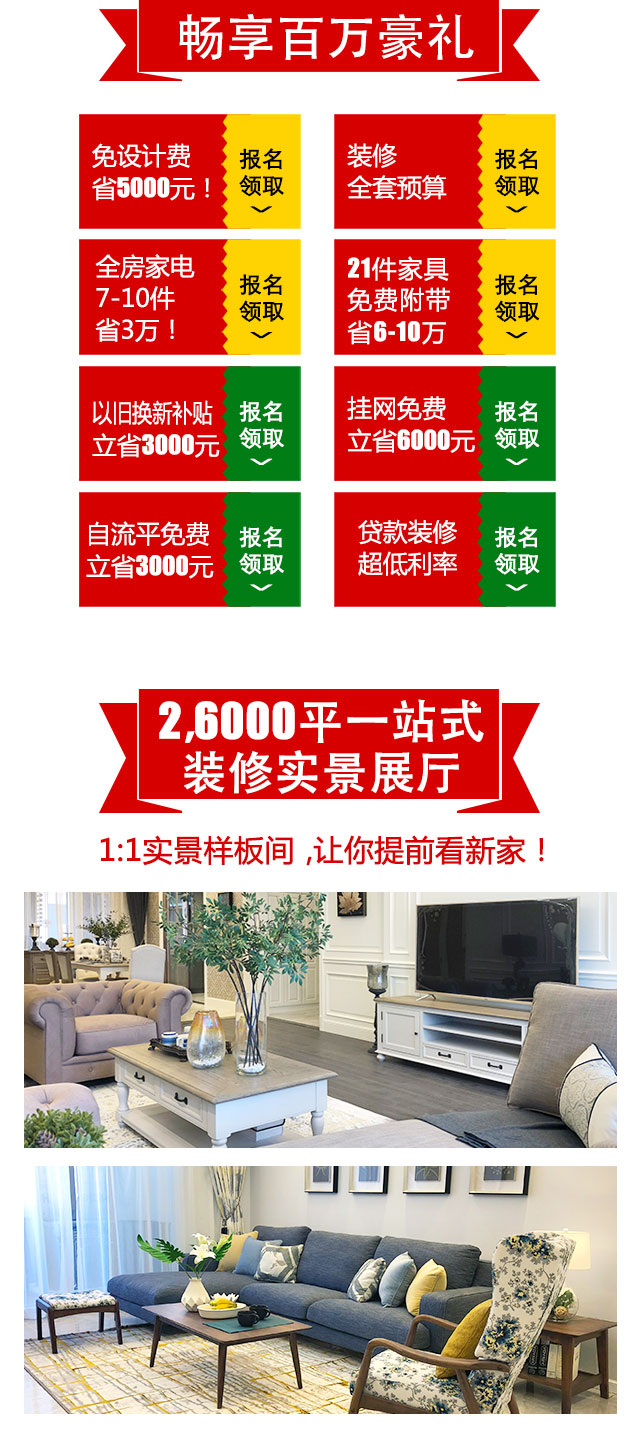 畅享百万豪礼
免设计费
省5000元！
报名
领取
装修
全套预算
报名
领取
全房家电
7-10件
省3万！
报名
领取
21件家具
免费附带
省6-10万
报名
领取
以旧换新补贴
立省3000元
报名
领取
挂网免费
立省6000元
报名
领取
自流平免费
立省3000元
报名
领取
贷款装修
超低利率
报名
领取
2,6000平一站式
装修实景展厅
1:1实景样板间,让你提前看新家！